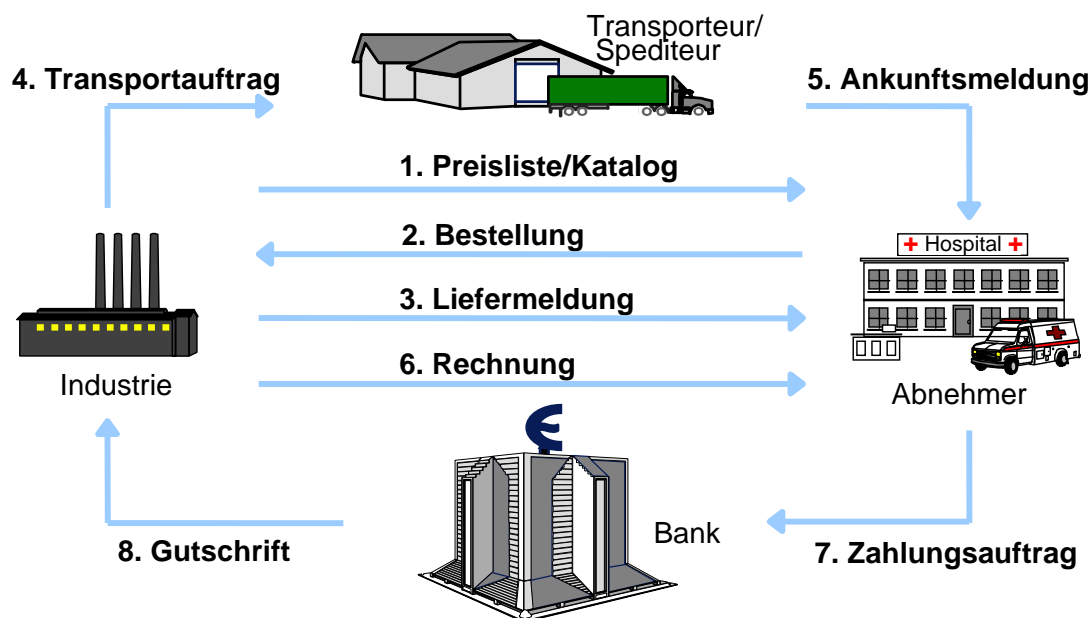 Transporteur/
Spediteur
4. Transportauftrag
5. Ankunftsmeldung
1. Preisliste/Katalog
2. Bestellung
+ Hospital +
3. Liefermeldung
6. Rechnung
Industrie
Abnehmer
Bank
8. Gutschrift
7. Zahlungsauftrag